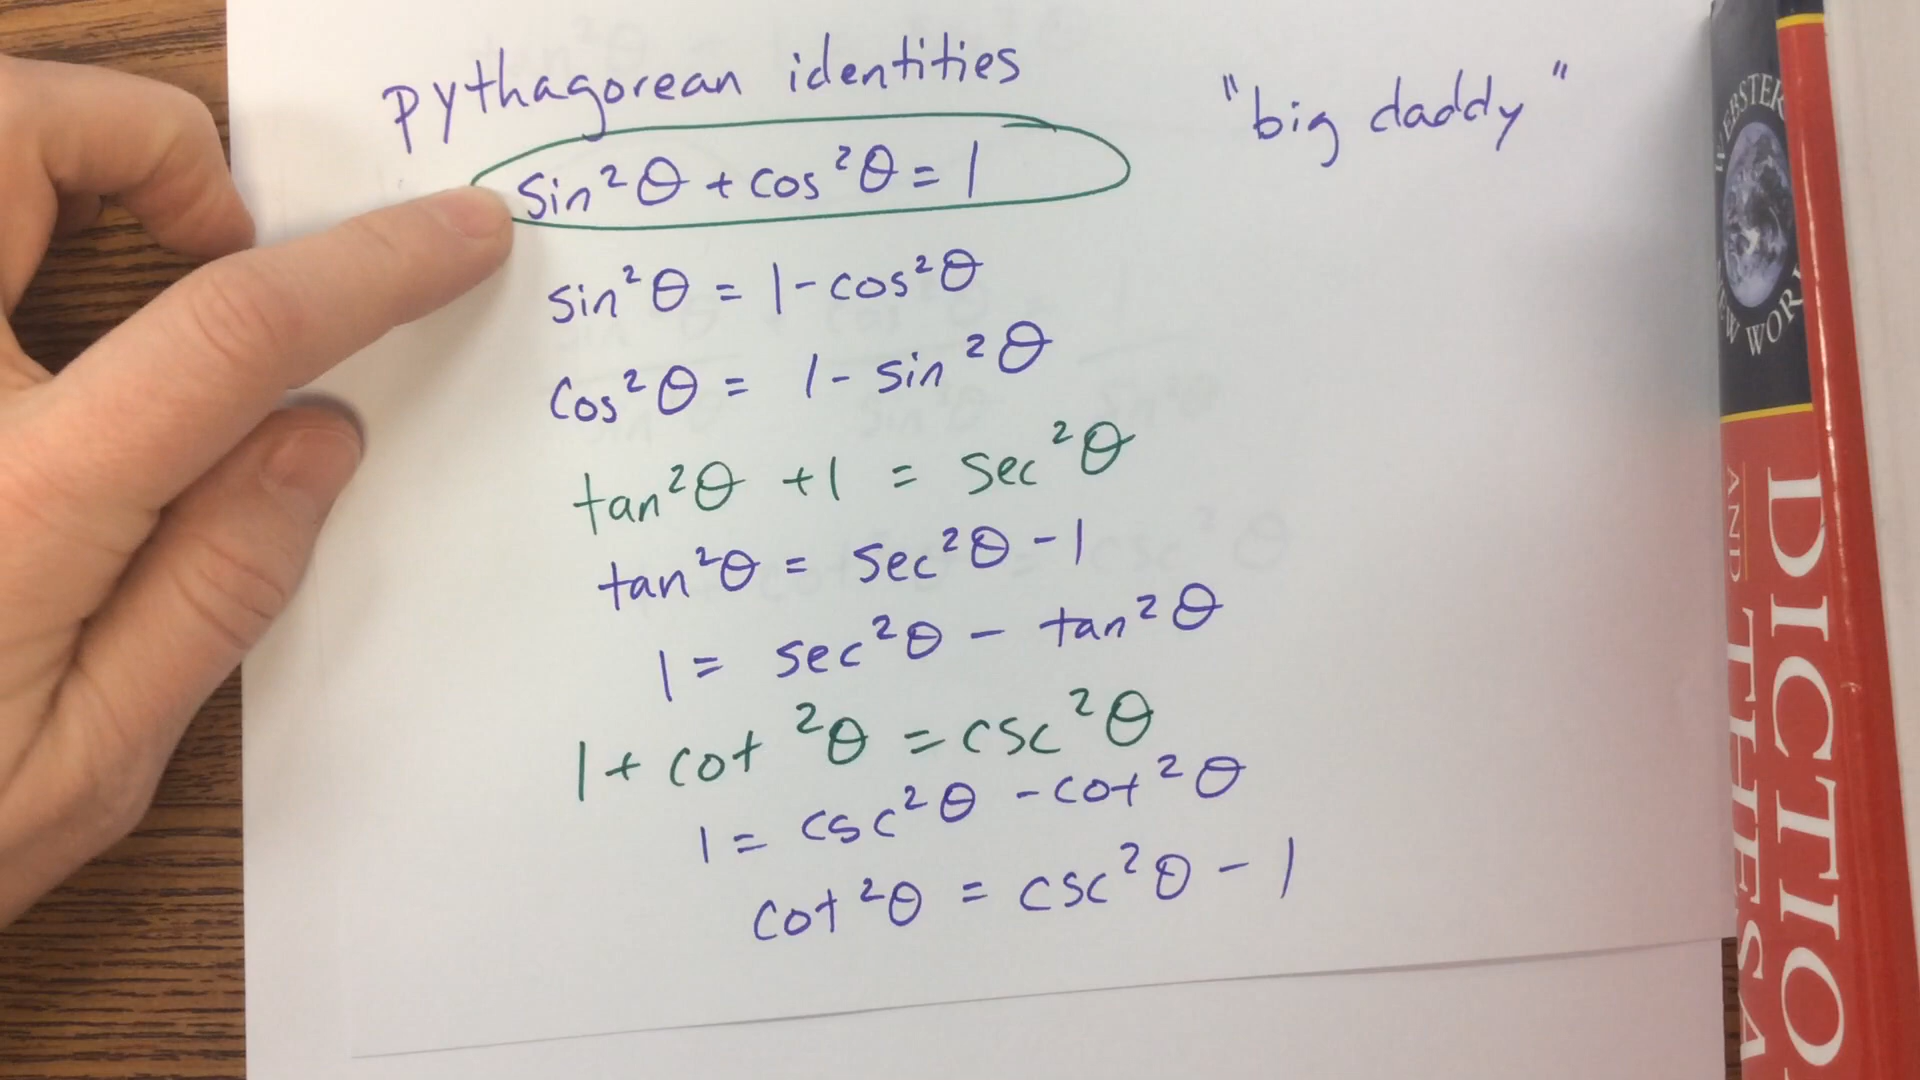 pythagorean identities
"big daddy"
sin²θ + cos²θ = 1
sin²θ = 1 - cos²θ
cos²θ = 1 - sin²θ
tan²θ + 1 = sec²θ
tan²θ = sec²θ - 1
1 = sec²θ - tan²θ
1 + cot²θ = csc²θ
1 = csc²θ - cot²θ
cot²θ = csc²θ - 1
WEBSTER
NEW WOR
DICTIO
AND THESA